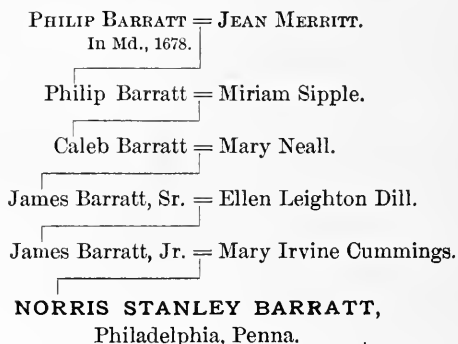 PHILIP BARRATT = JEAN MERRITT.
In Md., 1678.
Philip Barratt = Miriam Sipple.
Caleb Barratt = Mary Neall.
James Barratt, Sr. = Ellen Leighton Dill.
James Barratt, Jr. = Mary Irvine Cummings.
NORRIS STANLEY BARRATT,
Philadelphia, Penna.